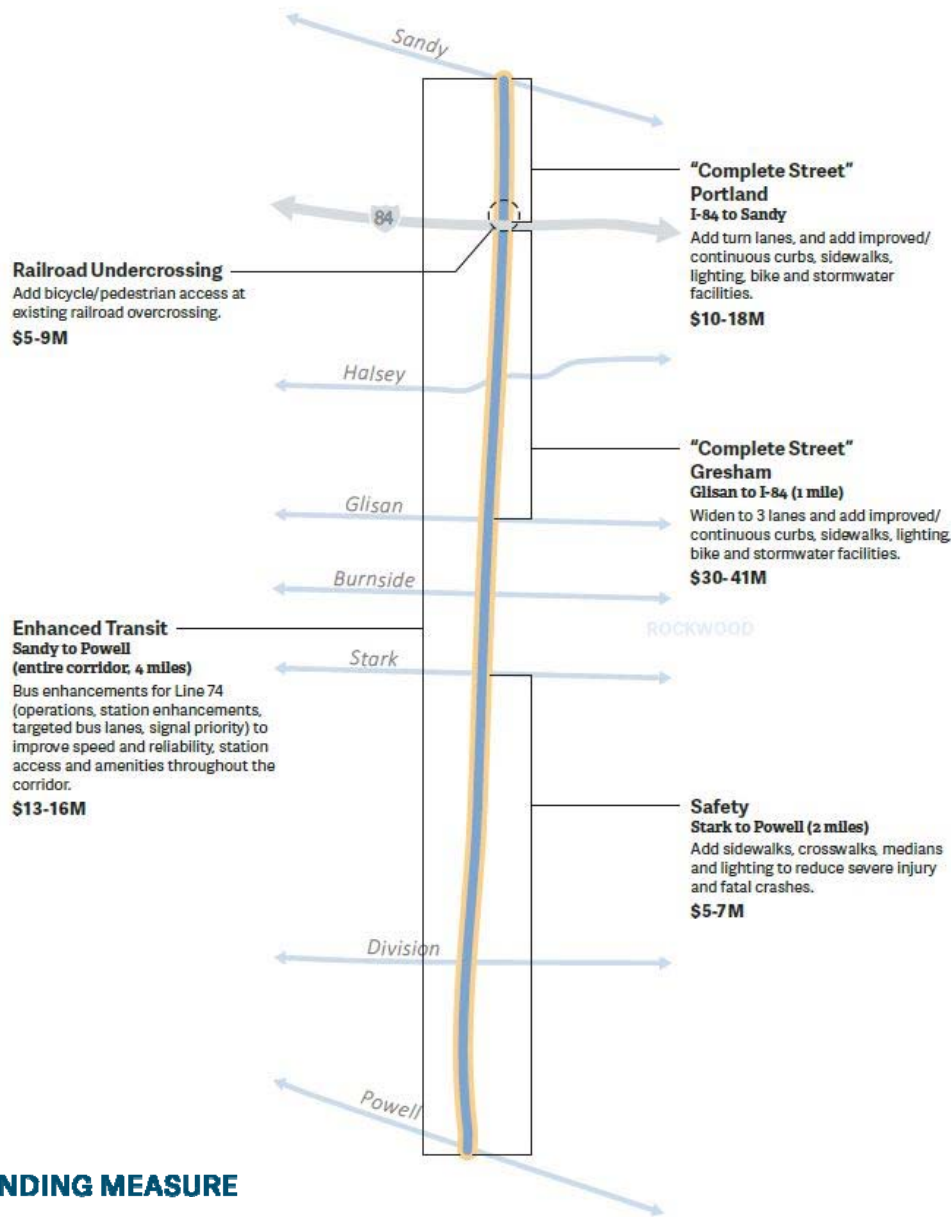 Sandy
"Complete Street"
Portland
I-84 to Sandy
Add turn lanes, and add improved/
continuous curbs, sidewalks,
lighting, bike and stormwater
facilities.
$10-18M
84
Railroad Undercrossing
Add bicycle/pedestrian access at
existing railroad overcrossing.
$5-9M
Halsey
"Complete Street"
Gresham
Glisan to I-84 (1 mile)
Widen to 3 lanes and add improved/
continuous curbs, sidewalks, lighting,
bike and stormwater facilities.
$30-41M
Glisan
Burnside
ROCKWOOD
Enhanced Transit
Sandy to Powell
(entire corridor, 4 miles)
Bus enhancements for Line 74
(operations, station enhancements,
targeted bus lanes, signal priority) to
improve speed and reliability, station
access and amenities throughout the
corridor.
$13-16M
Stark
Safety
Stark to Powell (2 miles)
Add sidewalks, crosswalks, medians
and lighting to reduce severe injury
and fatal crashes.
$5-7M
Division
Powell
NDING MEASURE